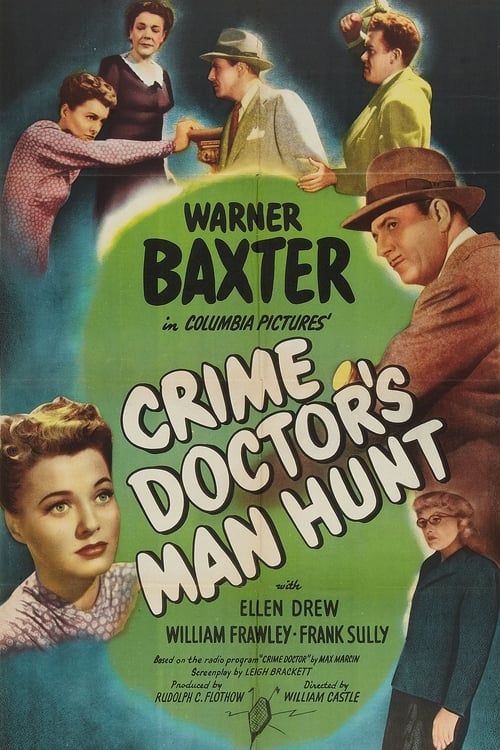 WARNER
BAXTER
in COLUMBIA PICTURES'
CRIME
DOCTOR'S
MAN HUNT
with
ELLEN DREW
WILLIAM FRAWLEY · FRANK SULLY
Based on the radio program "CRIME DOCTOR" by MAX MARCIN
Screenplay by LEIGH BRACKETT
Produced by Directed by
RUDOLPH C. FLOTHOW WILLIAM CASTLE